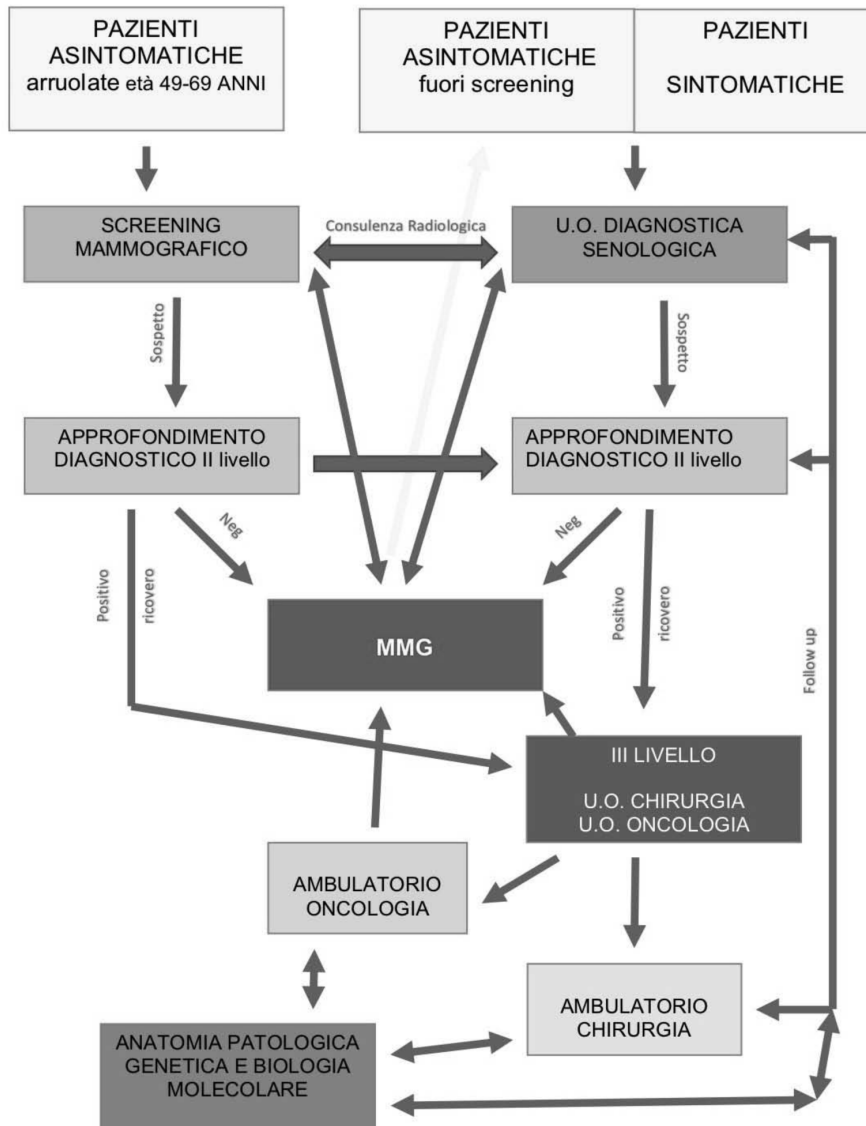 PAZIENTI
ASINTOMATICHE
arruolate età 49-69 ANNI
PAZIENTI
ASINTOMATICHE
fuori screening
PAZIENTI
SINTOMATICHE
SCREENING
MAMMOGRAFICO
Consulenza Radiologica
U.O. DIAGNOSTICA
SENOLOGICA
Sospetto
Sospetto
APPROFONDIMENTO
DIAGNOSTICO II livello
APPROFONDIMENTO
DIAGNOSTICO II livello
Neg
Neg
Positivo
ricovero
MMG
Positivo
ricovero
Follow up
III LIVELLO
U.O. CHIRURGIA
U.O. ONCOLOGIA
AMBULATORIO
ONCOLOGIA
AMBULATORIO
CHIRURGIA
ANATOMIA PATOLOGICA
GENETICA E BIOLOGIA
MOLECOLARE